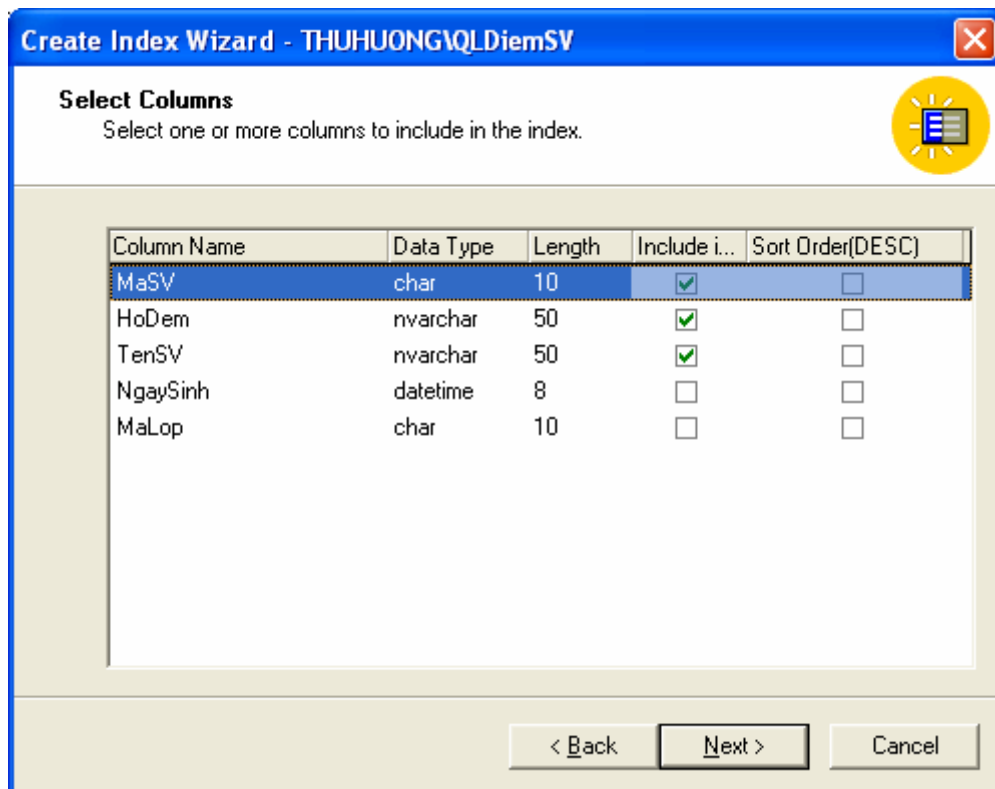 Create Index Wizard - THUHUONG\QLDiemSV
Select Columns
Select one or more columns to include in the index.
Column Name Data Type Length Include i... Sort Order(DESC)
MaSV char 10
HoDem nvarchar 50
TenSV nvarchar 50
NgaySinh datetime 8
MaLop char 10
< Back Next > Cancel